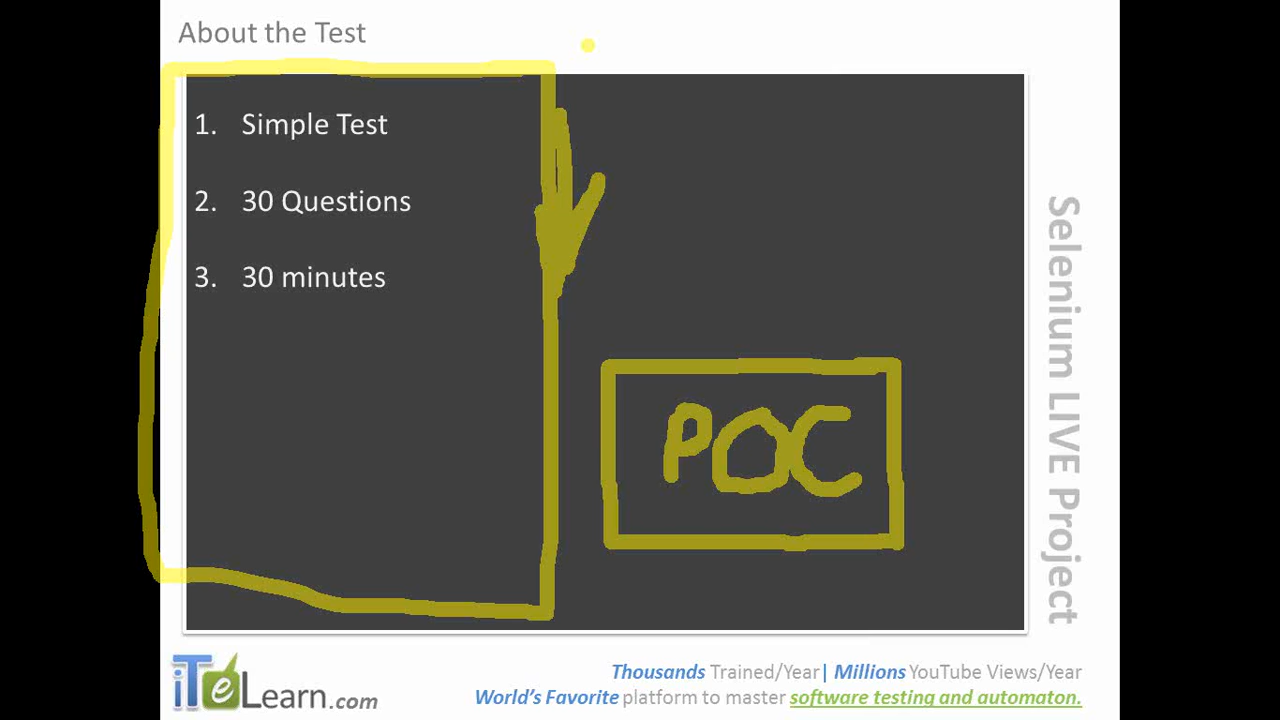 About the Test
1. Simple Test
2. 30 Questions
3. 30 minutes
POC
Selenium LIVE Project
iTeLearn.com
Thousands Trained/Year| Millions YouTube Views/Year
World's Favorite platform to master software testing and automaton.